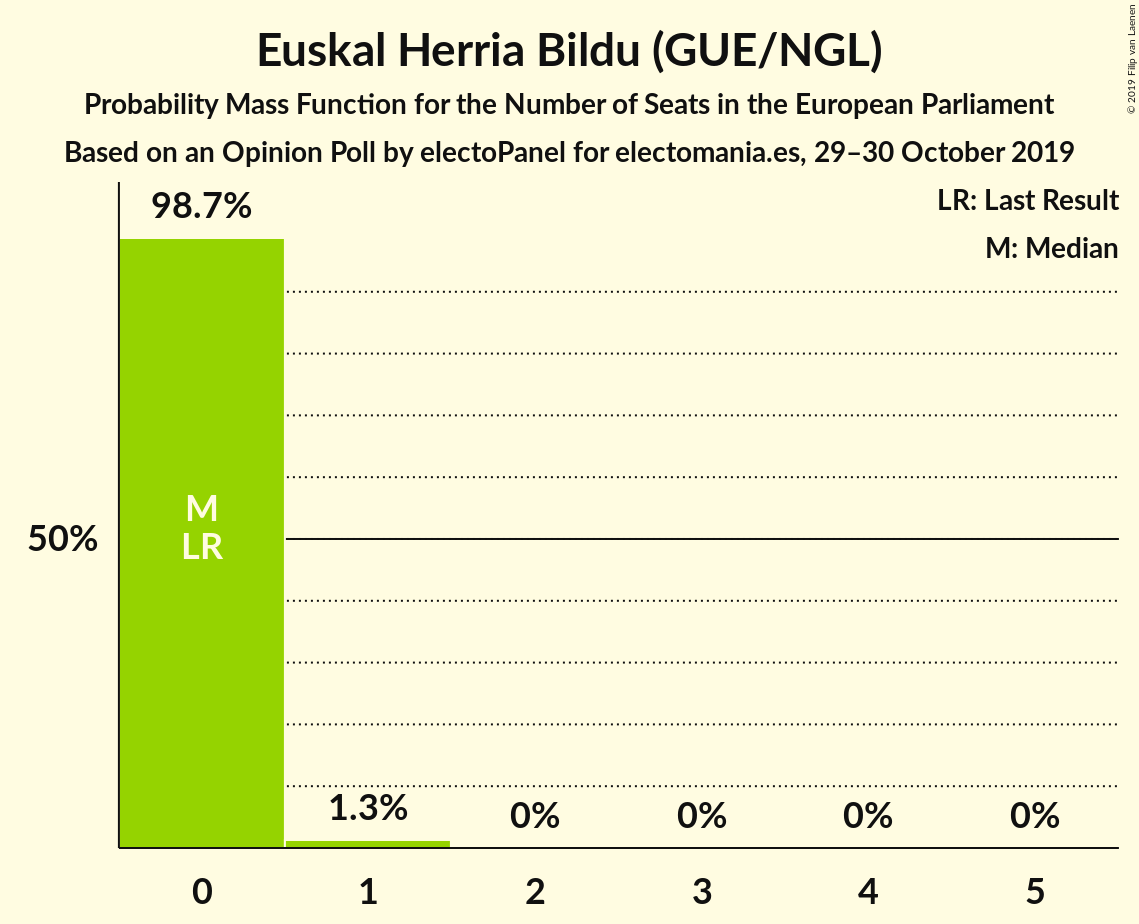 Euskal Herria Bildu (GUE/NGL)
Probability Mass Function for the Number of Seats in the European Parliament
Based on an Opinion Poll by electoPanel for electomania.es, 29–30 October 2019
© 2019 Filip van Laenen
LR: Last Result
M: Median
98.7%
M
LR
50%
1.3%
0%
0%
0%
0%
0
1
2
3
4
5